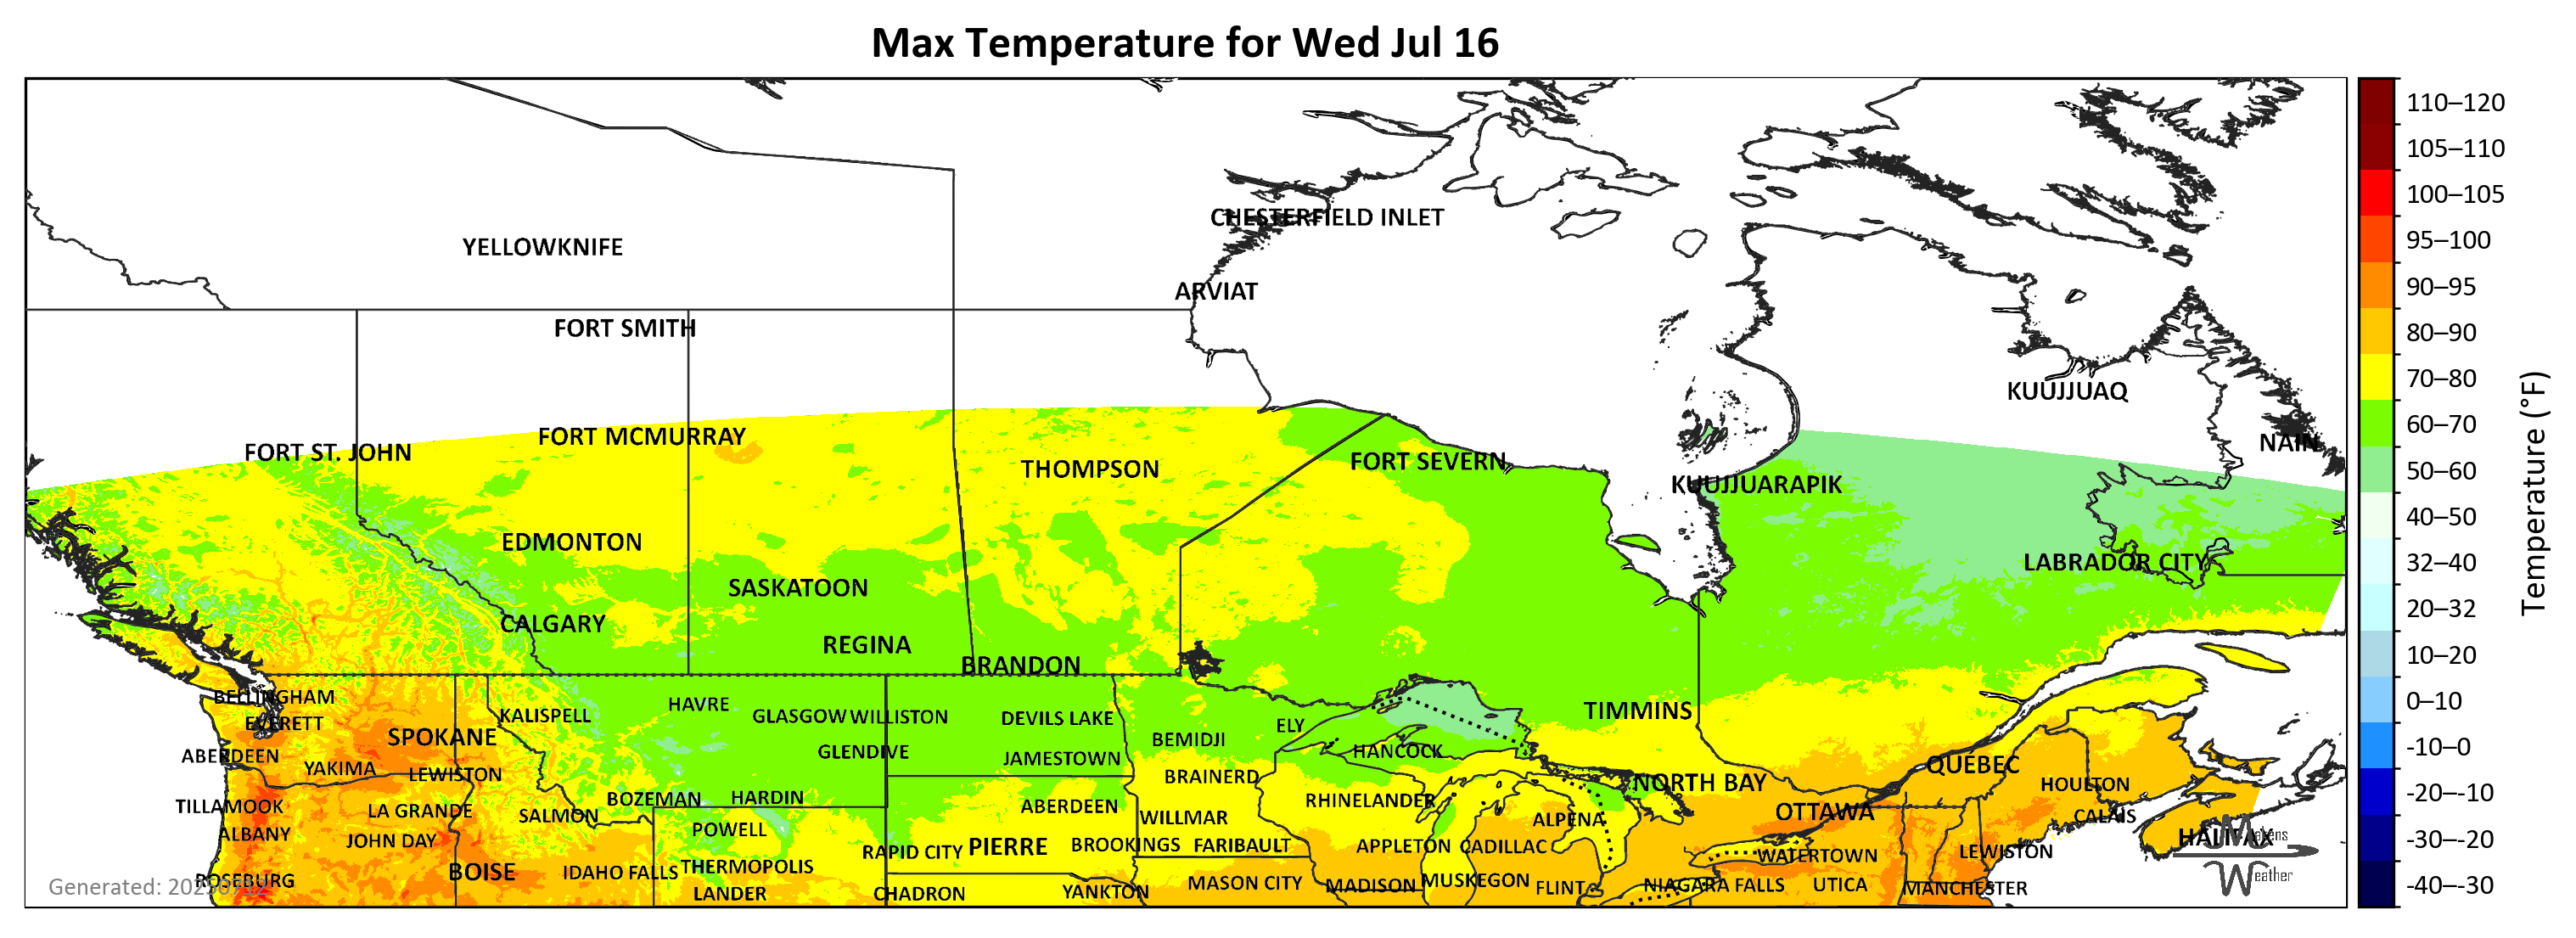 Max Temperature for Wed Jul 16
CHESTERFIELD INLET
YELLOWKNIFE
ARVIAT
FORT SMITH
KUUJJUAQ
FORT MCMURRAY
NAIN
FORT ST. JOHN
FORT SEVERN
THOMPSON
KUUJJUARAPIK
EDMONTON
LABRADOR CITY
SASKATOON
CALGARY
REGINA
BRANDON
BELLINGHAM
HAVRE
TIMMINS
KALISPELL
GLASGOW WILLISTON
DEVILS LAKE
EVERETT
ELY
SPOKANE
BEMIDJI
GLENDIVE
HANCOCK
ABERDEEN
JAMESTOWN
QUÉBEC
YAKIMA
LEWISTON
BRAINERD
NORTH BAY
HOULTON
BOZEMAN
HARDIN
RHINELANDER
TILLAMOOK
ABERDEEN
LA GRANDE
OTTAWA
SALMON
CALAIS
WILLMAR
ALPENA
POWELL
ALBANY
HALIFAX
JOHN DAY
PIERRE
BROOKINGS
FARIBAULT
APPLETON
CADILLAC
RAPID CITY
LEWISTON
WATERTOWN
THERMOPOLIS
BOISE
IDAHO FALLS
ROSEBURG
MUSKEGON
MASON CITY
MADISON
NIAGARA FALLS
UTICA
FLINT
MANCHESTER
YANKTON
LANDER
CHADRON
Generated:
Makens
Weather
110–120
105–110
100–105
95–100
90–95
80–90
70–80
60–70
50–60
40–50
32–40
20–32
10–20
0–10
-10–0
-20–-10
-30–-20
-40–-30
Temperature (°F)